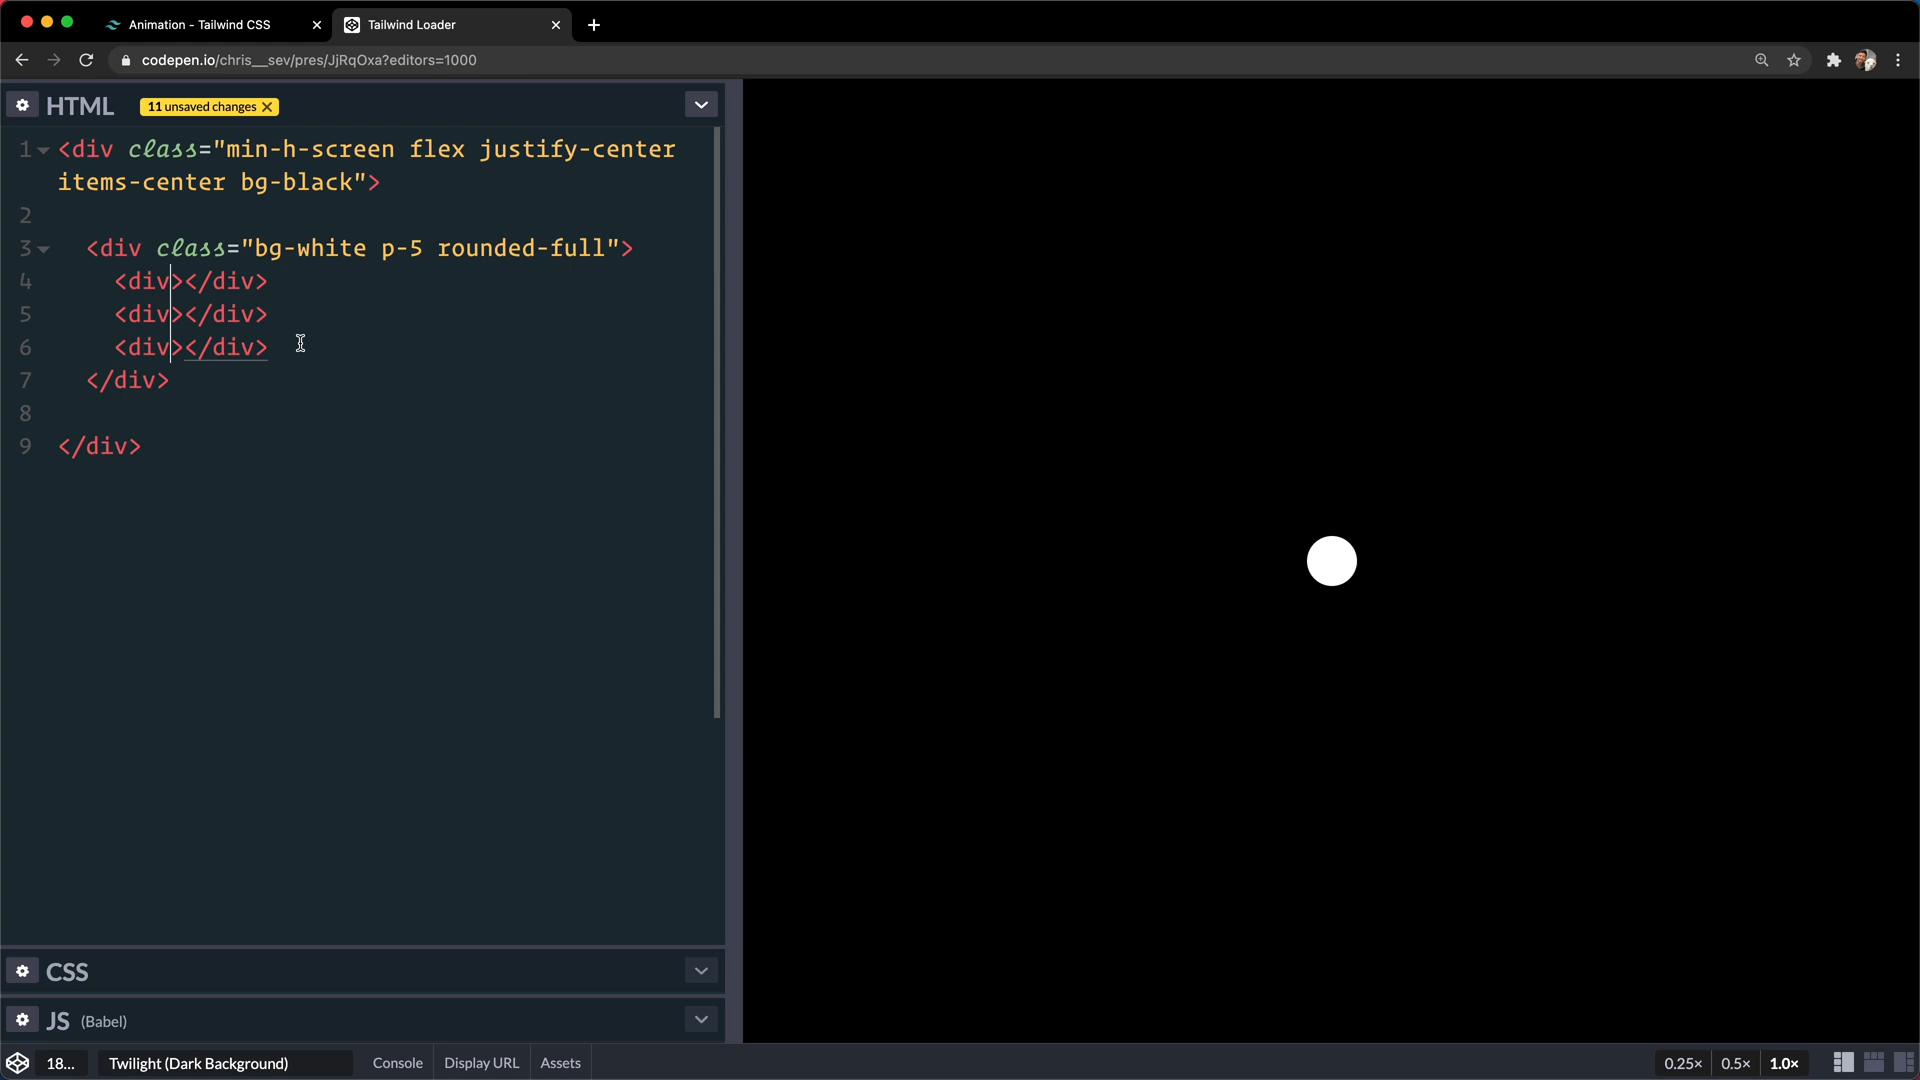 Animation - Tailwind CSS
Tailwind Loader
codepen.io/chris__sev/pres/JjRqOxa?editors=1000
HTML 11 unsaved changes
1 <div class="min-h-screen flex justify-center
items-center bg-black">
2
3 <div class="bg-white p-5 rounded-full">
4 <div></div>
5 <div></div>
6 <div></div>
7 </div>
8
9 </div>
CSS
JS (Babel)
18... Twilight (Dark Background) Console Display URL Assets 0.25× 0.5× 1.0×